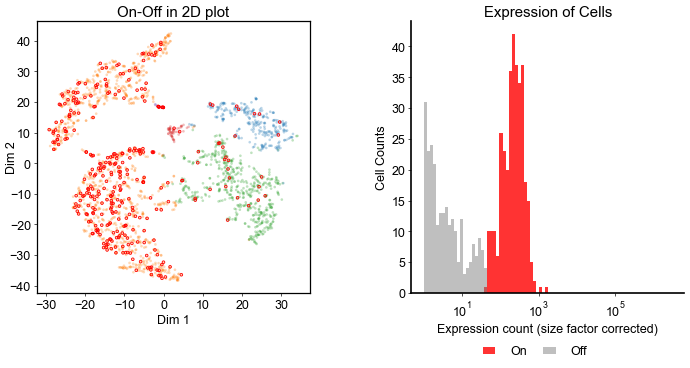 On-Off in 2D plot
Dim 2
40
30
20
10
0
−10
−20
−30
−40
−30 −20 −10 0 10 20 30
Dim 1
Expression of Cells
Cell Counts
40
35
30
25
20
15
10
5
0
10^1 10^3 10^5
Expression count (size factor corrected)
On Off